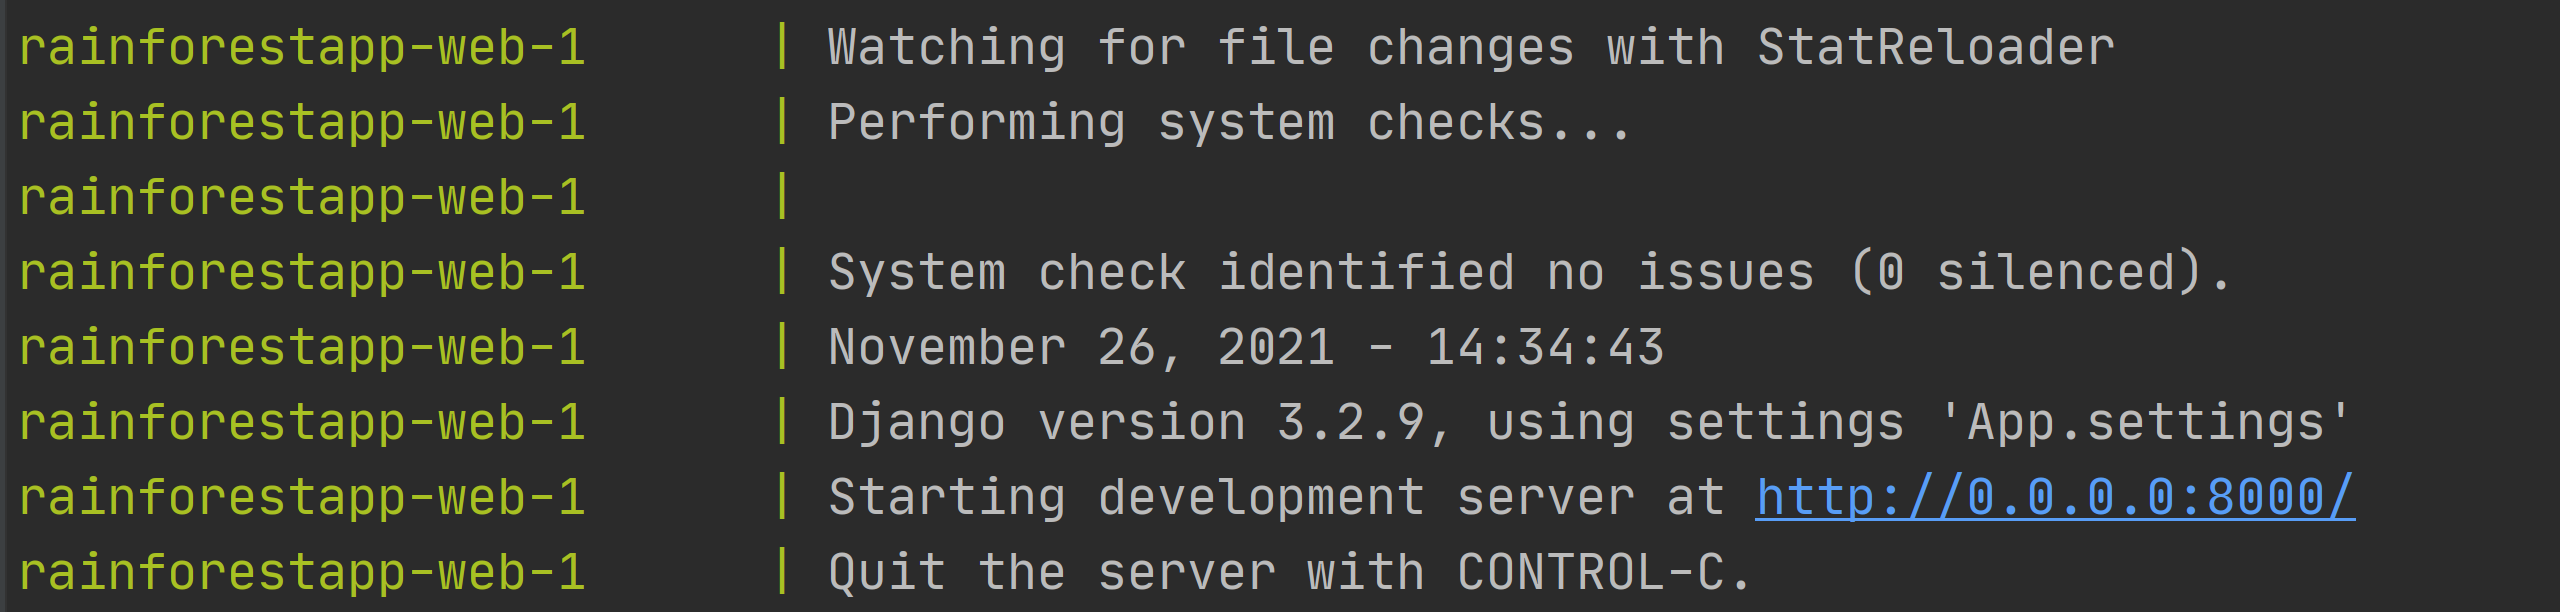 rainforestapp-web-1 | Watching for file changes with StatReloader
rainforestapp-web-1 | Performing system checks...
rainforestapp-web-1 |
rainforestapp-web-1 | System check identified no issues (0 silenced).
rainforestapp-web-1 | November 26, 2021 - 14:34:43
rainforestapp-web-1 | Django version 3.2.9, using settings 'App.settings'
rainforestapp-web-1 | Starting development server at http://0.0.0.0:8000/
rainforestapp-web-1 | Quit the server with CONTROL-C.